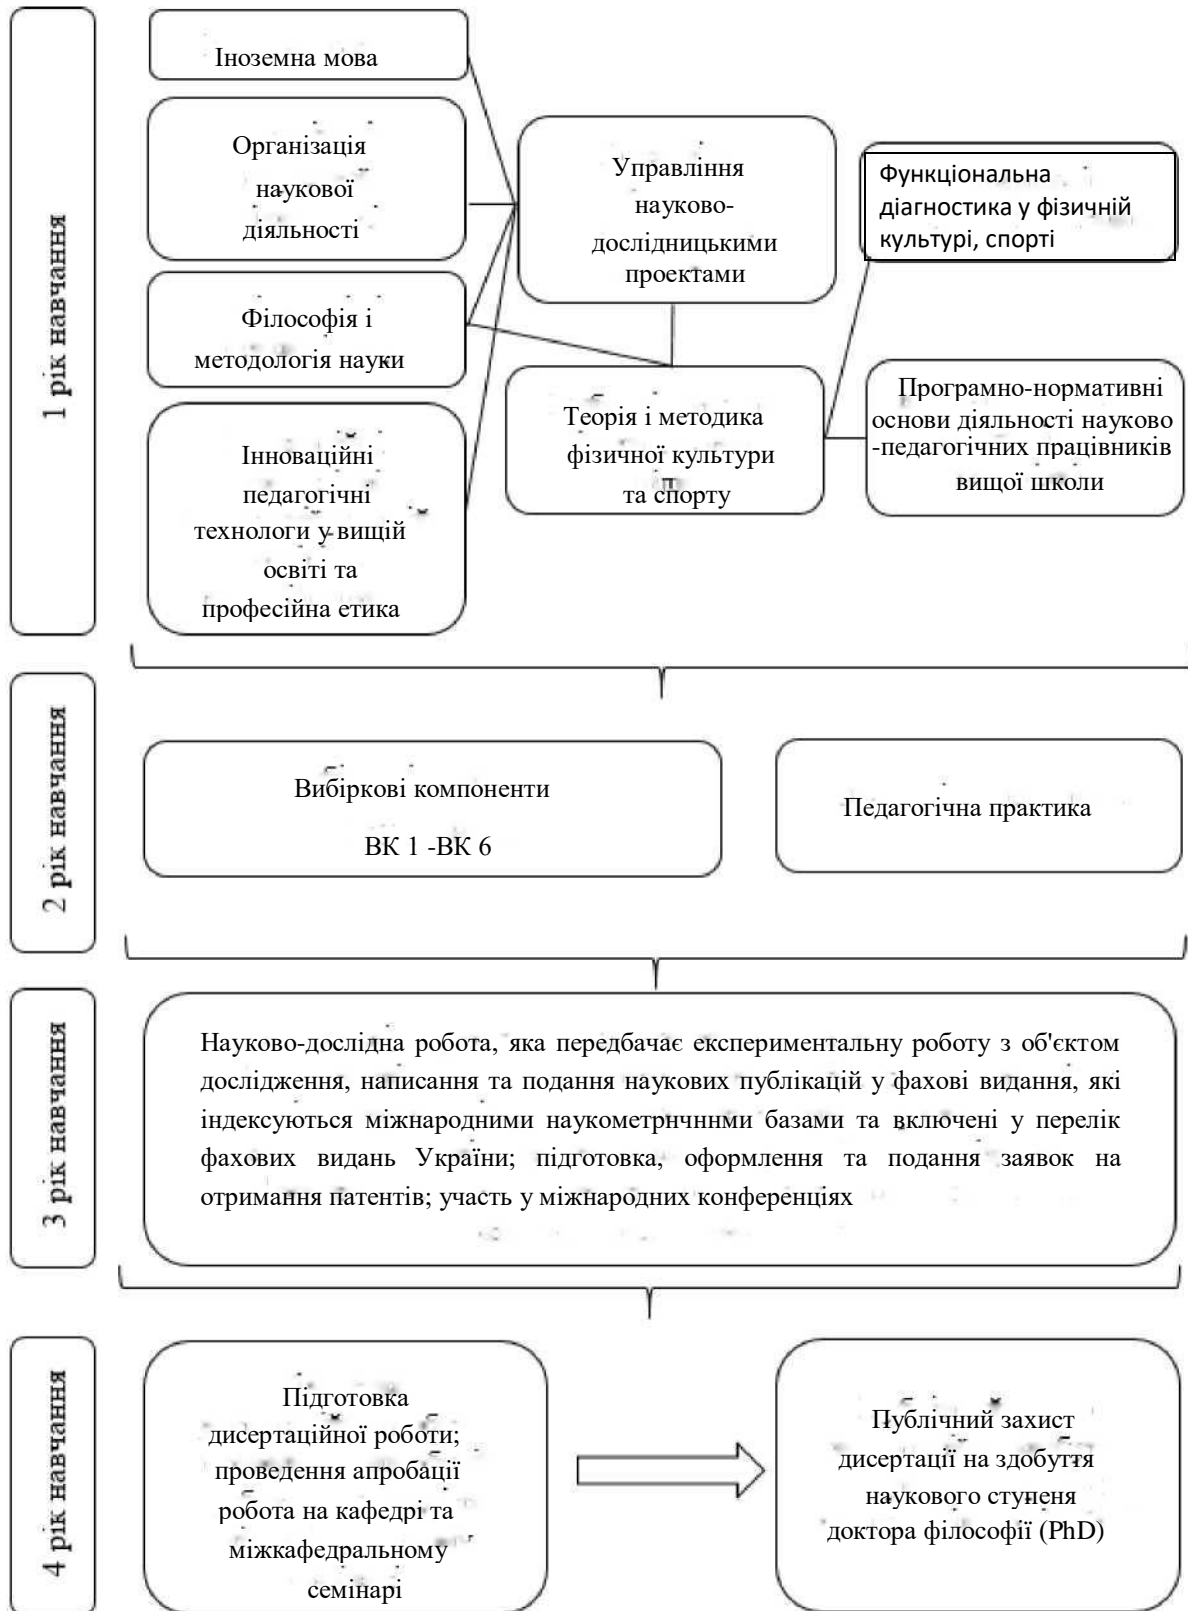 1 рік навчання
Іноземна мова
Організація
наукової
діяльності
Філософія і
методологія науки
Інноваційні
педагогічні
технологи у вищій
освіті та
професійна етика
Управління
науково-
дослідницькими
проектами
Теорія і методика
фізичної культури
та спорту
Функціональна
діагностика у фізичній
культурі, спорті
Програмно-нормативні
основи діяльності науково
-педагогічних працівників
вищої школи
2 рік навчання
Вибіркові компоненти
ВК 1 -ВК 6
Педагогічна практика
3 рік навчання
Науково-дослідна робота, яка передбачає експериментальну роботу з об'єктом
дослідження, написання та подання наукових публікацій у фахові видання, які
індексуються міжнародними наукометрнчннми базами та включені у перелік
фахових видань України; підготовка, оформлення та подання заявок на
отримання патентів; участь у міжнародних конференціях
4 рік навчання
Підготовка
дисертаційної роботи;
проведення апробації
робота на кафедрі та
міжкафедральному
семінарі
Публічний захист
дисертації на здобуття
наукового ступеня
доктора філософії (PhD)